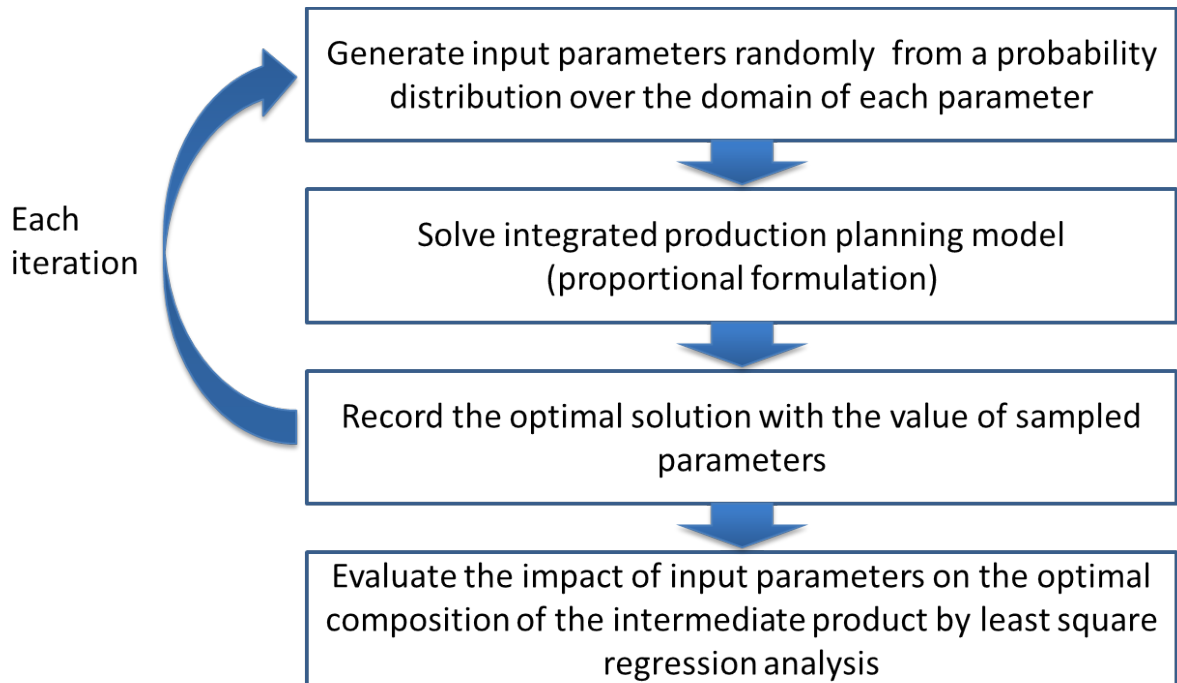 Generate input parameters randomly from a probability
distribution over the domain of each parameter
Each
iteration
Solve integrated production planning model
(proportional formulation)
Record the optimal solution with the value of sampled
parameters
Evaluate the impact of input parameters on the optimal
composition of the intermediate product by least square
regression analysis